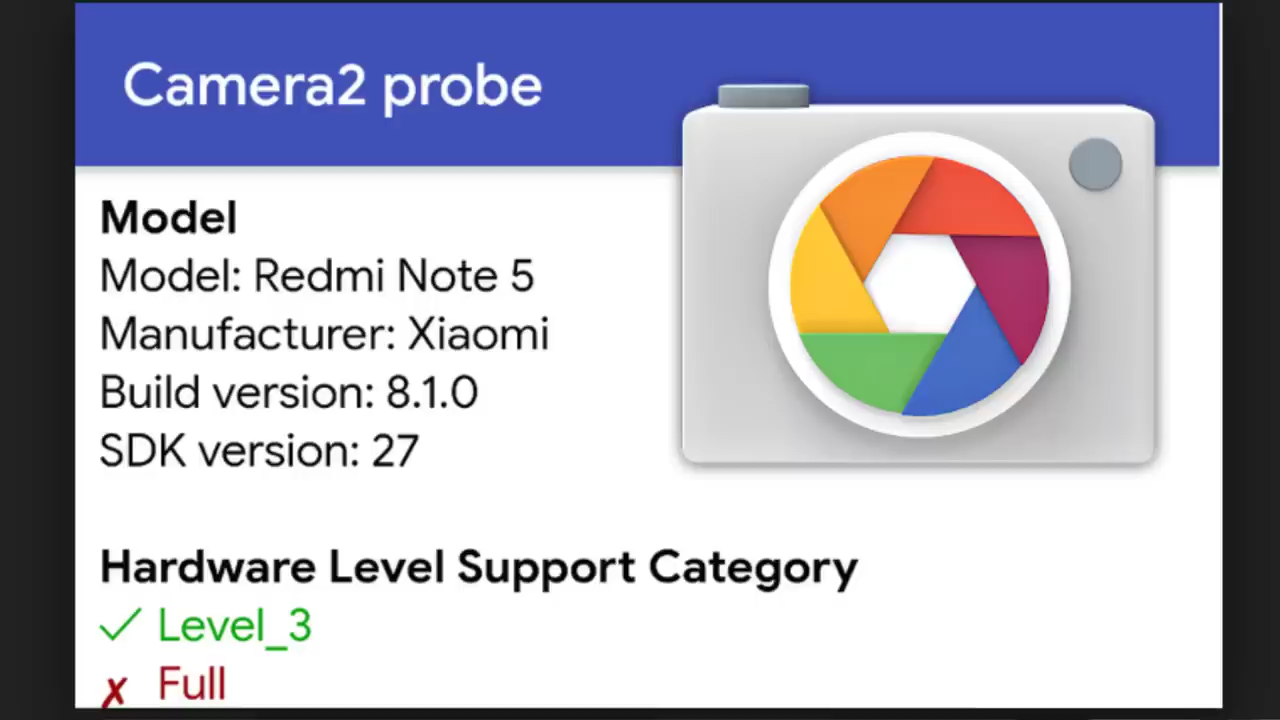 Camera2 probe
Model
Model: Redmi Note 5
Manufacturer: Xiaomi
Build version: 8.1.0
SDK version: 27
Hardware Level Support Category
✓ Level_3
✗ Full